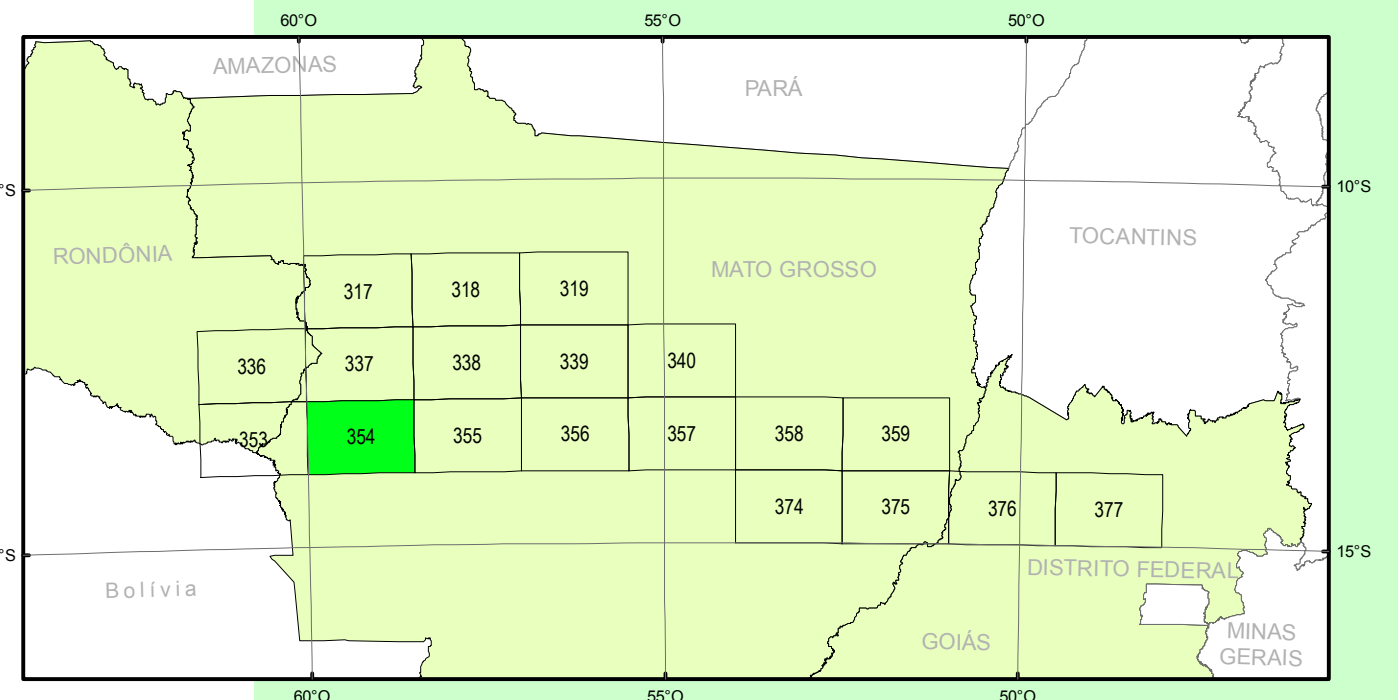 60°O 55°O 50°O
AMAZONAS
PARÁ
°S 10°S
RONDÔNIA
TOCANTINS
MATO GROSSO
317 318 319
336 337 338 339 340
353 354 355 356 357 358 359
374 375 376 377
°S 15°S
DISTRITO FEDERAL
Bolívia
GOIÁS
MINAS
GERAIS
60°O 55°O 50°O